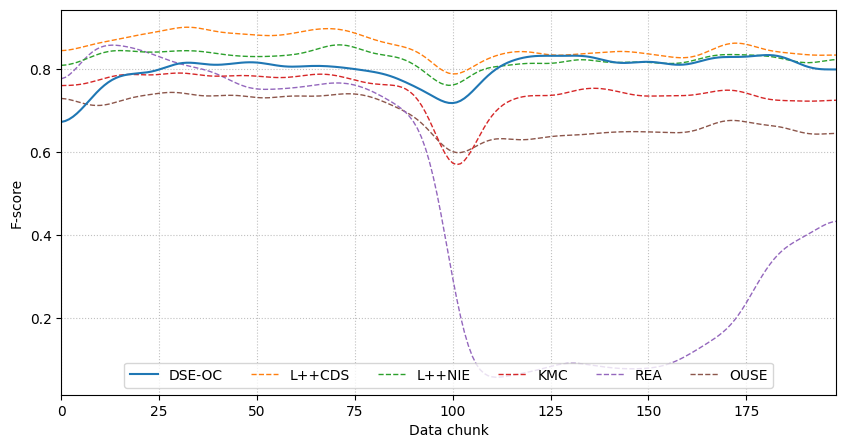 F-score
0.8
0.6
0.4
0.2
DSE-OC L++CDS L++NIE KMC REA OUSE
0 25 50 75 100 125 150 175
Data chunk